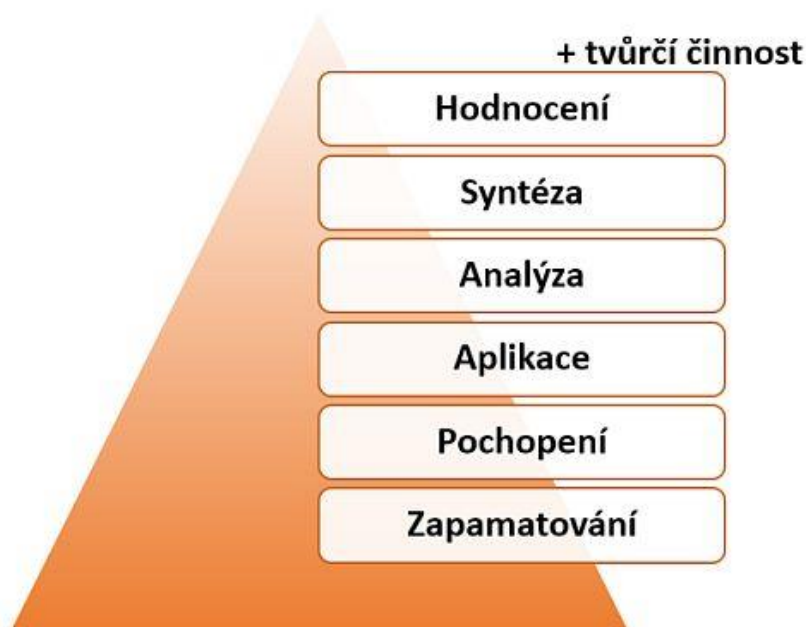 + tvůrčí činnost
Hodnocení
Syntéza
Analýza
Aplikace
Pochopení
Zapamatování